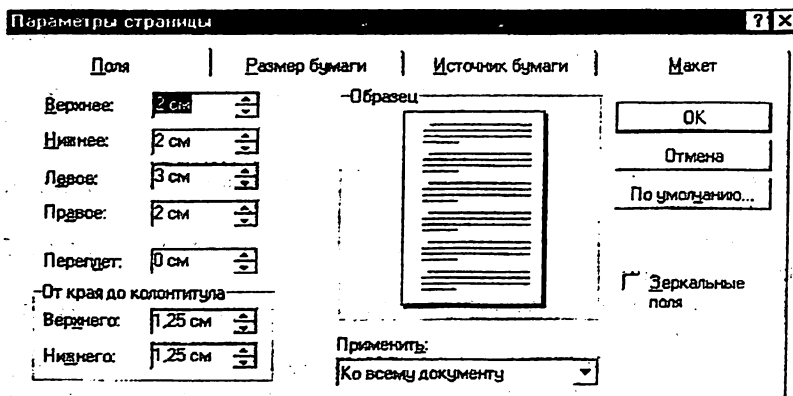 Параметры страницы
Поля
Размер бумаги
Источник бумаги
Макет
Верхнее: 2 см
Нижнее: 2 см
Левое: 3 см
Правое: 2 см
Переплет: 0 см
От края до колонтитула
Верхнего: 1,25 см
Нижнего: 1,25 см
Образец
Применить:
Ко всему документу
ОК
Отмена
По умолчанию...
Зеркальные
поля